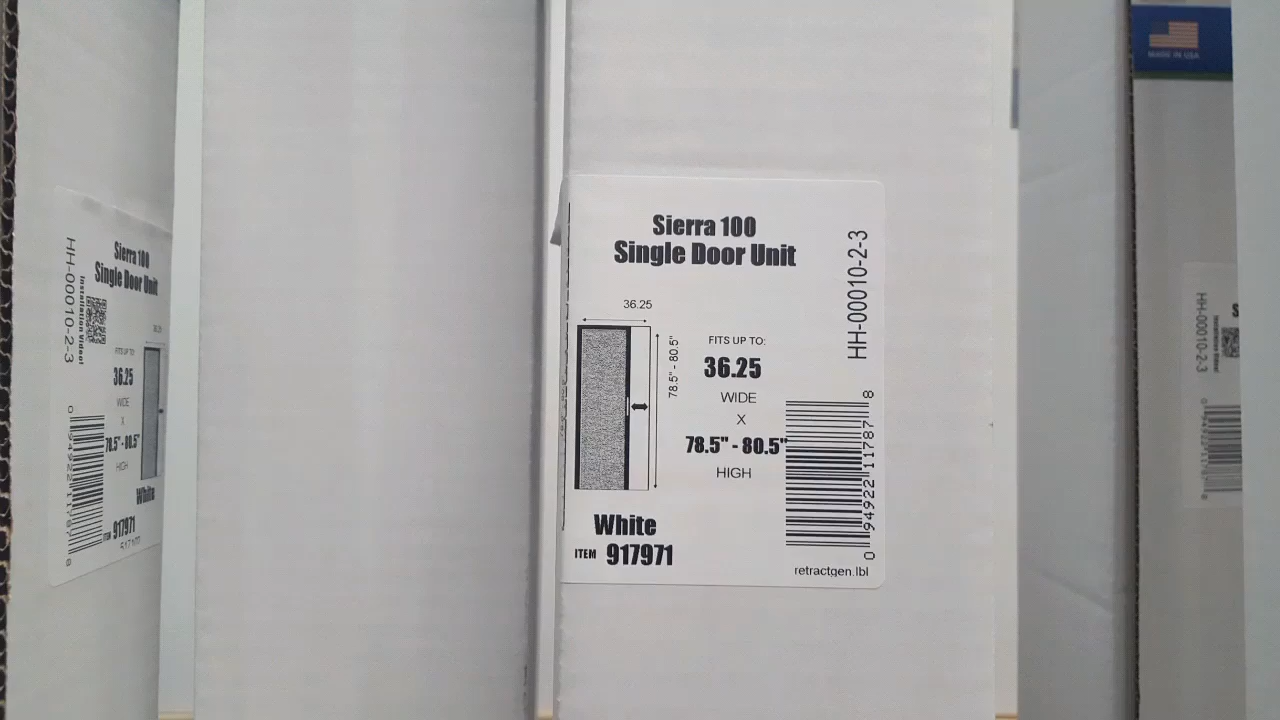 HH-00010-2-3
Sierra 100
Single Door Unit
Installation Video!
36.25
FITS UP TO:
36.25
WIDE
X
78.5" - 80.5"
HIGH
White
ITEM 917971
Sierra 100
Single Door Unit
HH-00010-2-3
36.25
78.5" - 80.5"
FITS UP TO:
36.25
WIDE
X
78.5" - 80.5"
HIGH
0 94922 11787 8
White
ITEM 917971
retractgen.lbl
MADE IN USA
HH-00010-2-3
S